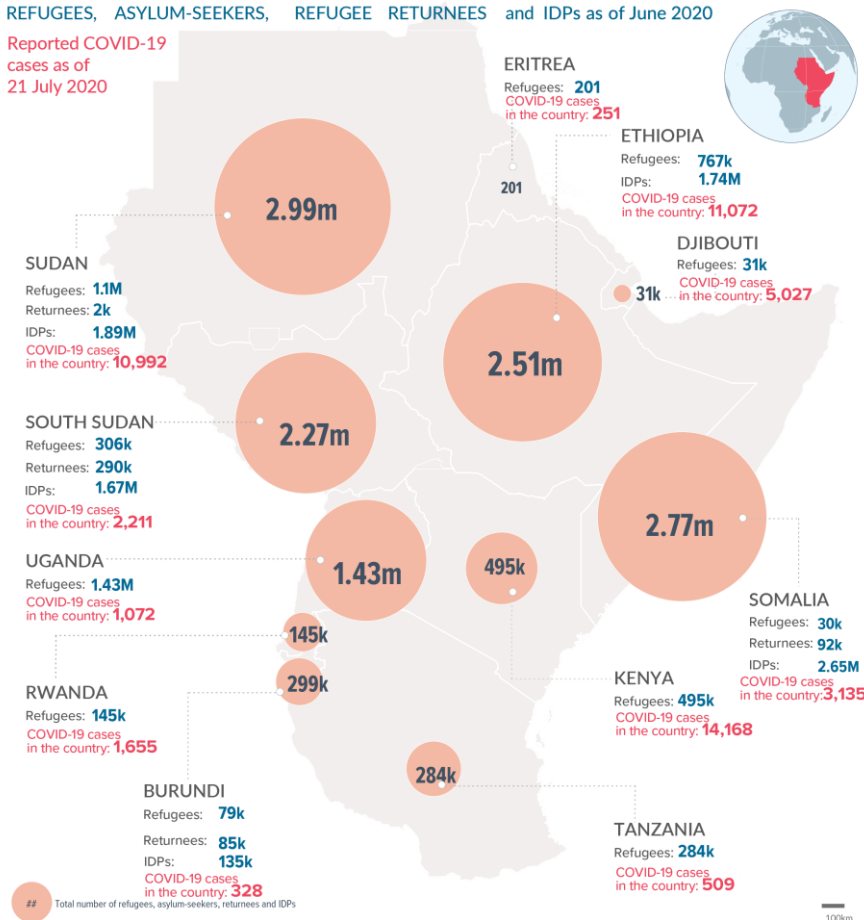 REFUGEES, ASYLUM-SEEKERS, REFUGEE RETURNEES and IDPs as of June 2020
Reported COVID-19
cases as of
21 July 2020
ERITREA
Refugees: 201
COVID-19 cases
in the country: 251
201
ETHIOPIA
Refugees: 767k
IDPs: 1.74M
COVID-19 cases
in the country: 11,072
2.51m
DJIBOUTI
Refugees: 31k
COVID-19 cases
in the country: 5,027
31k
2.99m
SUDAN
Refugees: 1.1M
Returnees: 2k
IDPs: 1.89M
COVID-19 cases
in the country: 10,992
SOUTH SUDAN
Refugees: 306k
Returnees: 290k
IDPs: 1.67M
COVID-19 cases
in the country: 2,211
2.27m
2.77m
UGANDA
Refugees: 1.43M
COVID-19 cases
in the country: 1,072
1.43m
495k
SOMALIA
Refugees: 30k
Returnees: 92k
IDPs: 2.65M
COVID-19 cases
in the country: 3,135
145k
299k
RWANDA
Refugees: 145k
COVID-19 cases
in the country: 1,655
KENYA
Refugees: 495k
COVID-19 cases
in the country: 14,168
284k
BURUNDI
Refugees: 79k
Returnees: 85k
IDPs: 135k
COVID-19 cases
in the country: 328
TANZANIA
Refugees: 284k
COVID-19 cases
in the country: 509
## Total number of refugees, asylum-seekers, returnees and IDPs
100km